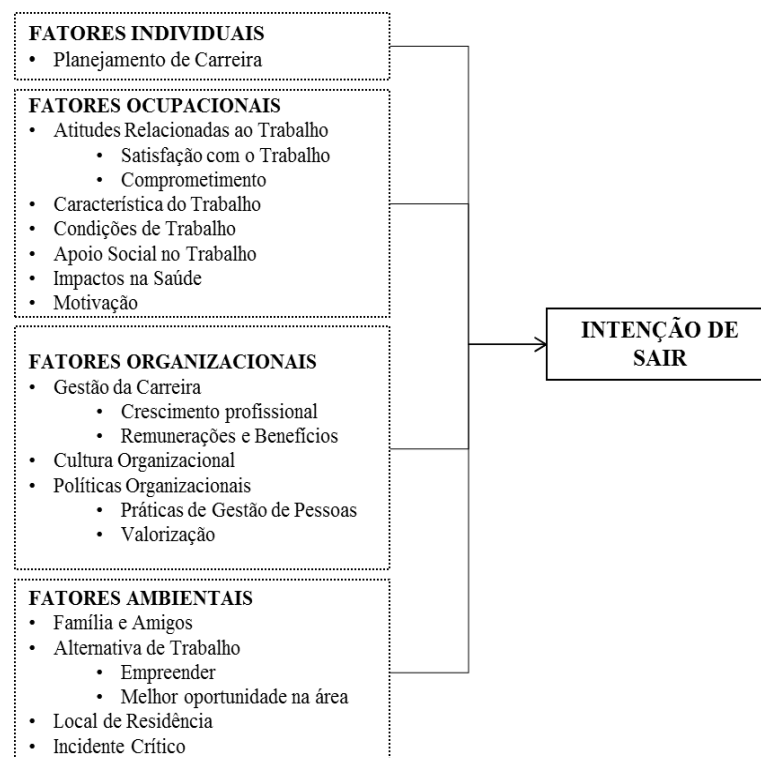 FATORES INDIVIDUAIS
• Planejamento de Carreira
FATORES OCUPACIONAIS
• Atitudes Relacionadas ao Trabalho
• Satisfação com o Trabalho
• Comprometimento
• Característica do Trabalho
• Condições de Trabalho
• Apoio Social no Trabalho
• Impactos na Saúde
• Motivação
FATORES ORGANIZACIONAIS
• Gestão da Carreira
• Crescimento profissional
• Remunerações e Benefícios
• Cultura Organizacional
• Políticas Organizacionais
• Práticas de Gestão de Pessoas
• Valorização
FATORES AMBIENTAIS
• Família e Amigos
• Alternativa de Trabalho
• Empreender
• Melhor oportunidade na área
• Local de Residência
• Incidente Crítico
INTENÇÃO DE
SAIR